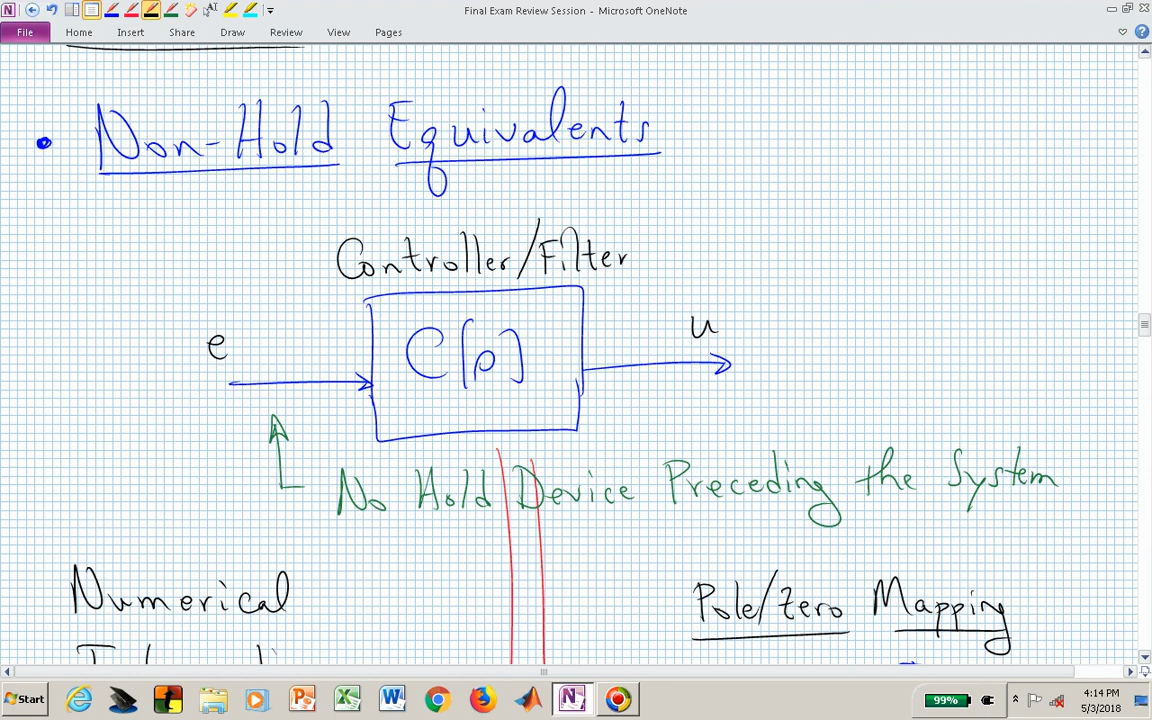 Final Exam Review Session - Microsoft OneNote
File Home Insert Share Draw Review View Pages
Non-Hold Equivalents
Controller/Filter
e
C(p)
u
No Hold Device Preceding the System
Numerical
Pole/Zero Mapping
Start
99%
4:14 PM
5/3/2018